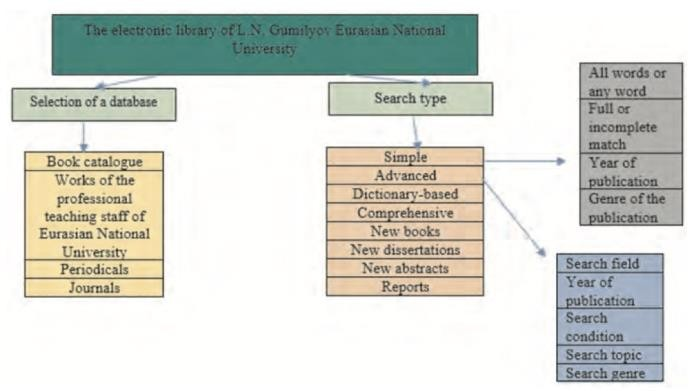 The electronic library of L.N. Gumilyov Eurasian National
University
Selection of a database
Search type
Book catalogue
Works of the
professional
teaching staff of
Eurasian National
University
Periodicals
Journals
Simple
Advanced
Dictionary-based
Comprehensive
New books
New dissertations
New abstracts
Reports
All words or
any word
Full or
incomplete
match
Year of
publication
Genre of the
publication
Search field
Year of
publication
Search
condition
Search topic
Search genre